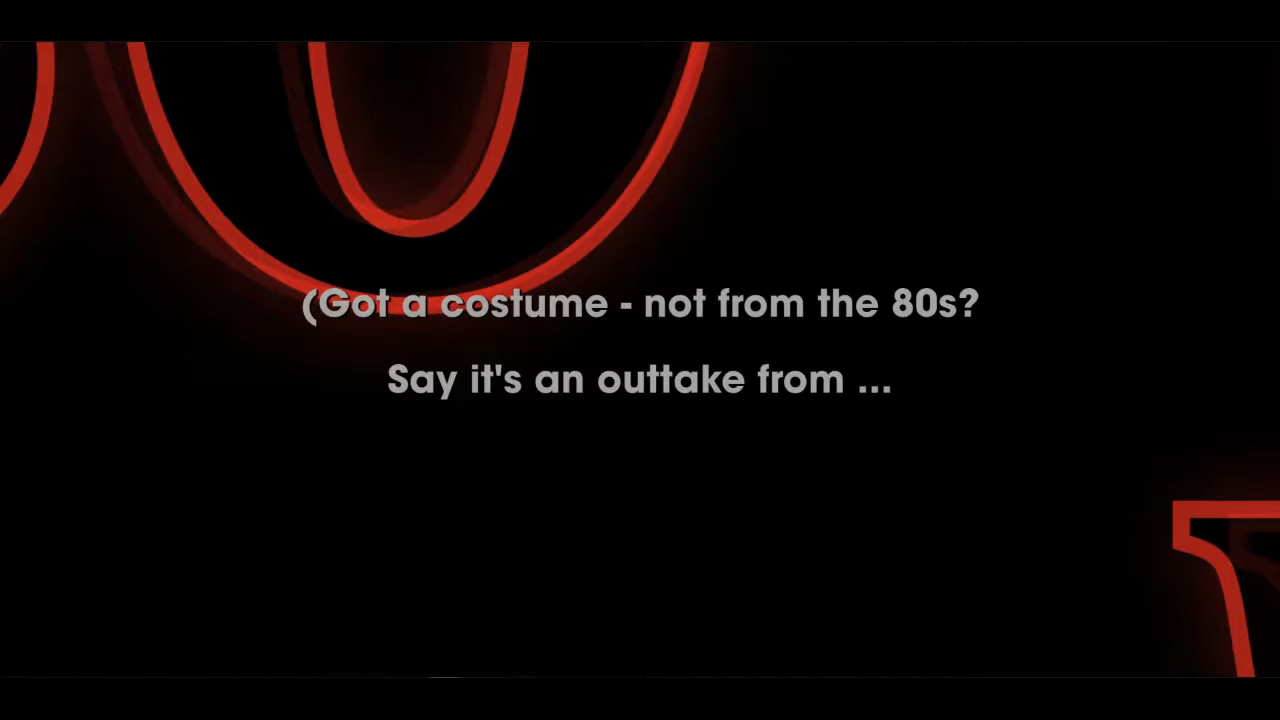 (Got a costume - not from the 80s?
Say it's an outtake from ...